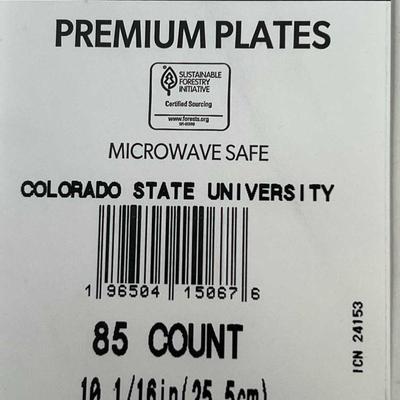 PREMIUM PLATES
SUSTAINABLE
FORESTRY
INITIATIVE
Certified Sourcing
www.forests.org
MICROWAVE SAFE
COLORADO STATE UNIVERSITY
1 96504 15067 6
85 COUNT
10 1/16in(25.5cm)
ICN 24153